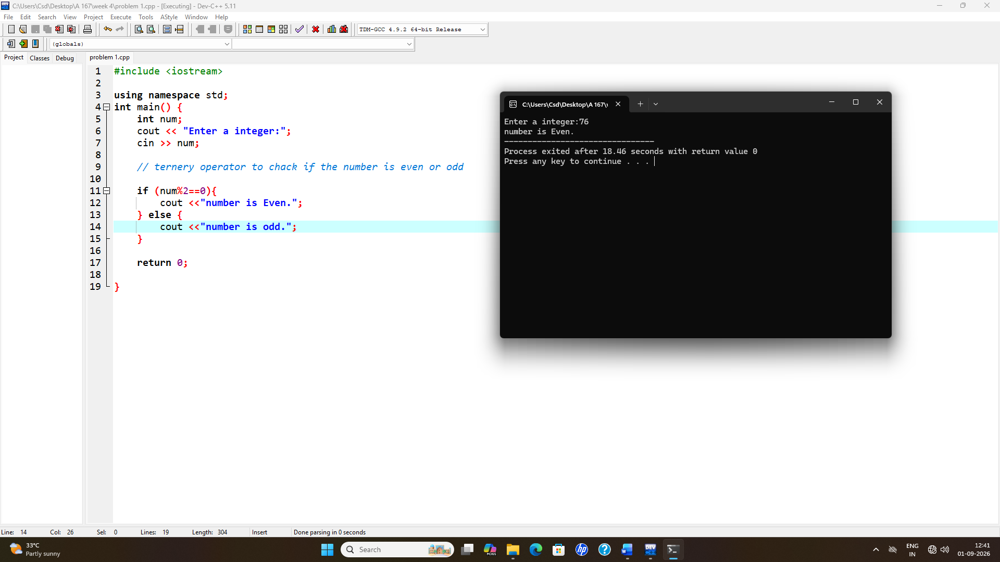 C:\Users\Csd\Desktop\A 167\week 4\problem 1.cpp - [Executing] - Dev-C++ 5.11
File Edit Search View Project Execute Tools AStyle Window Help
TDM-GCC 4.9.2 64-bit Release
(globals)
Project Classes Debug
problem 1.cpp
1 #include <iostream>
2
3 using namespace std;
4 int main() {
5 int num;
6 cout << "Enter a integer:";
7 cin >> num;
8
9 // ternery operator to chack if the number is even or odd
10
11 if (num%2==0){
12 cout <<"number is Even.";
13 } else {
14 cout <<"number is odd.";
15 }
16
17 return 0;
18
19 }
C:\Users\Csd\Desktop\A 167\
Enter a integer:76
number is Even.
--------------------------------
Process exited after 18.46 seconds with return value 0
Press any key to continue . . .
Line: 14 Col: 26 Sel: 0 Lines: 19 Length: 304 Insert Done parsing in 0 seconds
33°C
Partly sunny
Search
M365
hp
W
DEV
ENG
IN
12:41
01-09-2026